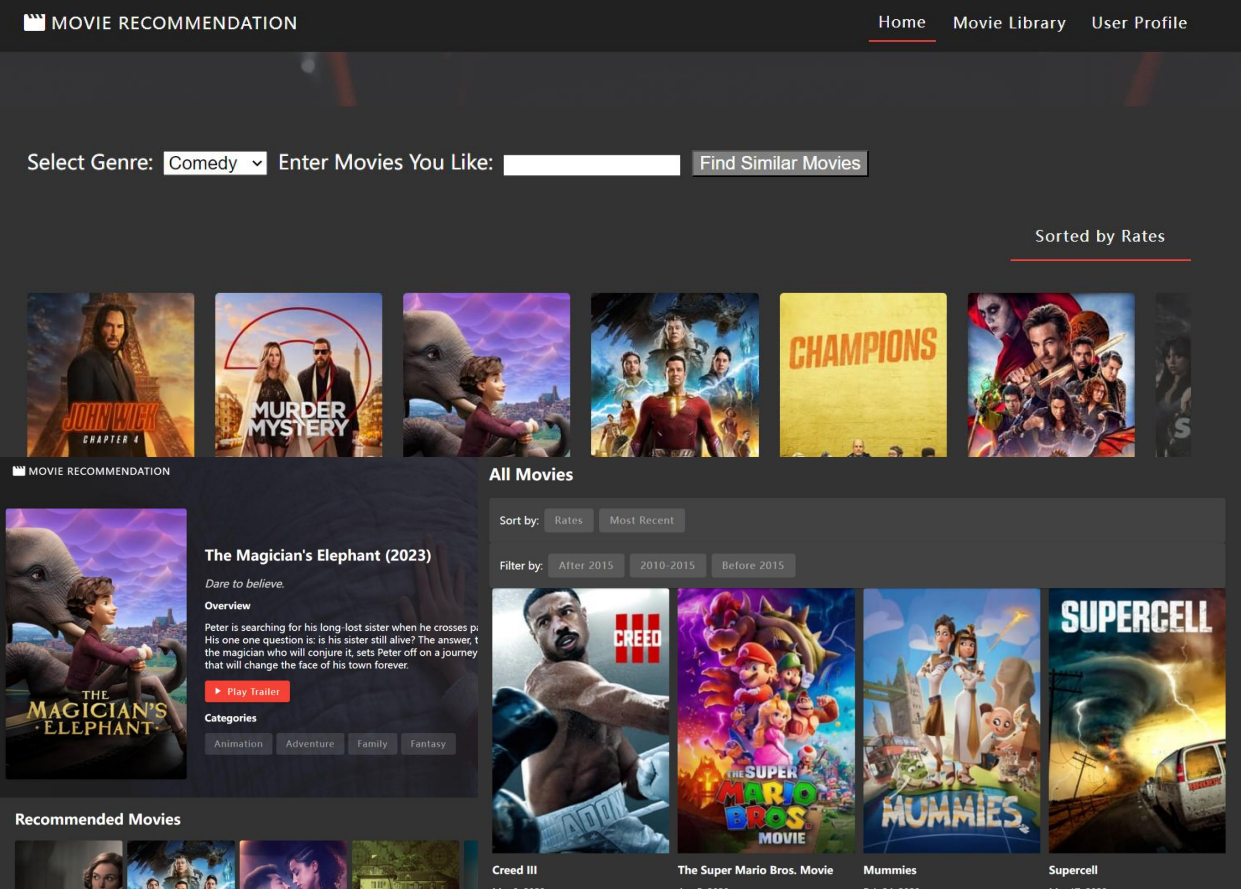 MOVIE RECOMMENDATION
Home Movie Library User Profile
Select Genre: Comedy Enter Movies You Like: Find Similar Movies
Sorted by Rates
JOHN WICK
CHAPTER 4
MURDER
MYSTERY
2
CHAMPIONS
MOVIE RECOMMENDATION
The Magician's Elephant (2023)
Dare to believe.
Overview
Peter is searching for his long-lost sister when he crosses
His one one question is: is his sister still alive? The answer,
the magician who will conjure it, sets Peter off on a journey
that will change the face of his town forever.
Play Trailer
Categories
Animation Adventure Family Fantasy
THE
MAGICIAN'S
ELEPHANT
Recommended Movies
All Movies
Sort by: Rates Most Recent
Filter by: After 2015 2010-2015 Before 2015
CREED
III
THE SUPER
MARIO
BROS.
MOVIE
MUMMIES
SUPERCELL
Creed III
The Super Mario Bros. Movie
Mummies
Supercell